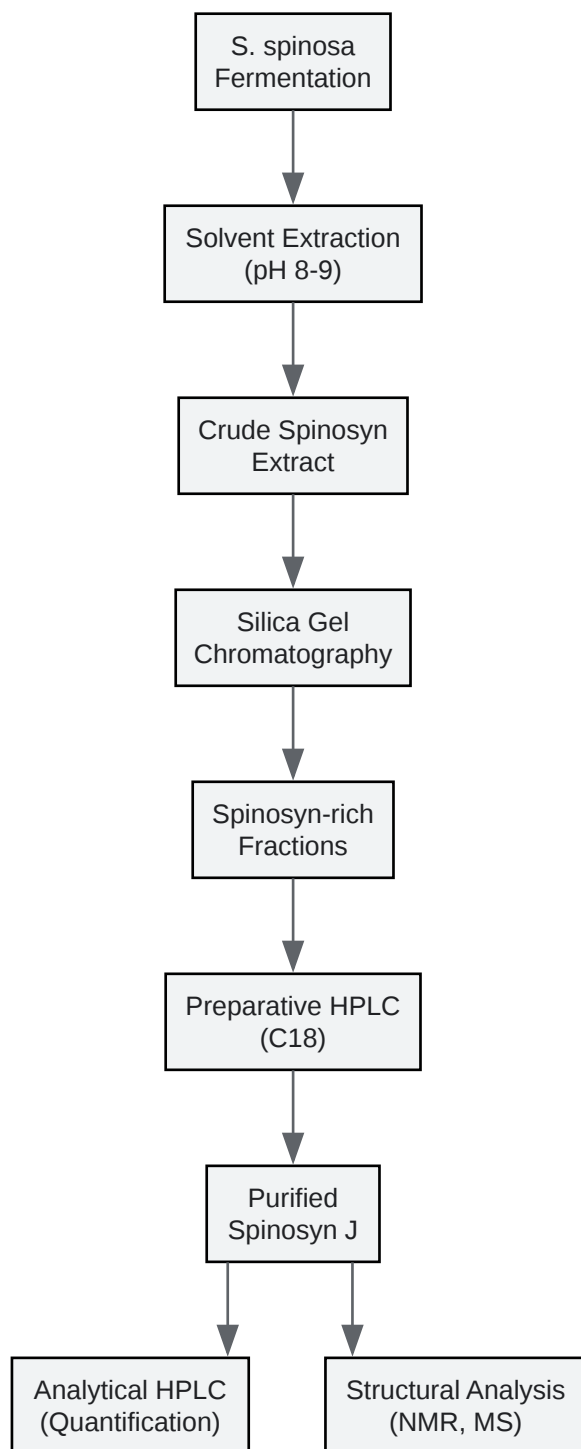 S. spinosa
Fermentation
Solvent Extraction
(pH 8-9)
Crude Spinosyn
Extract
Silica Gel
Chromatography
Spinosyn-rich
Fractions
Preparative HPLC
(C18)
Purified
Spinosyn J
Analytical HPLC
(Quantification)
Structural Analysis
(NMR, MS)